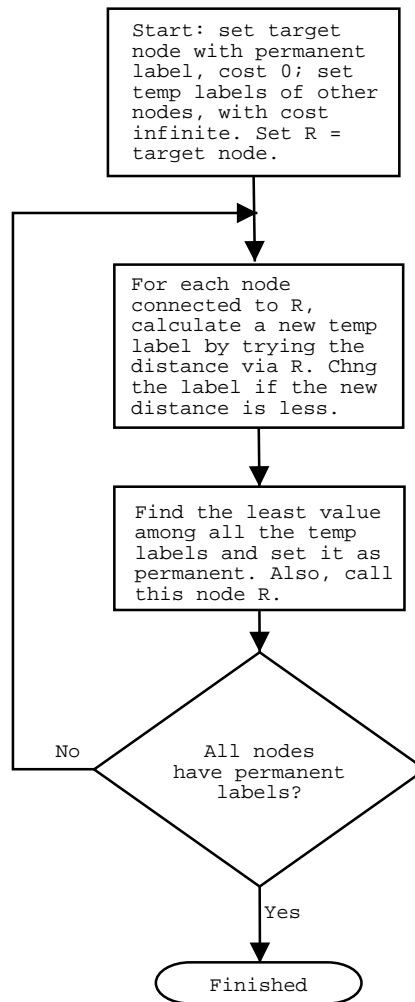 Start: set target
node with permanent
label, cost 0; set
temp labels of other
nodes, with cost
infinite. Set R =
target node.
For each node
connected to R,
calculate a new temp
label by trying the
distance via R. Chng
the label if the new
distance is less.
Find the least value
among all the temp
labels and set it as
permanent. Also, call
this node R.
No
All nodes
have permanent
labels?
Yes
Finished